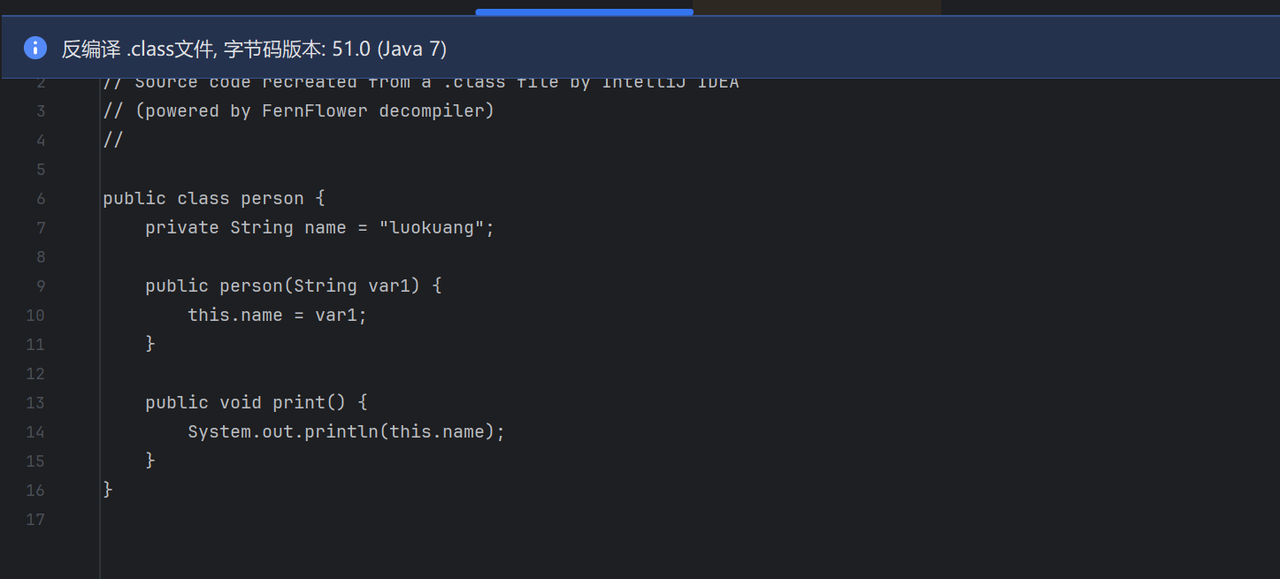 反编译 .class文件, 字节码版本: 51.0 (Java 7)
2 // Source code recreated from a .class file by IntelliJ IDEA
3 // (powered by FernFlower decompiler)
4 //
5
6 public class person {
7     private String name = "luokuang";
8
9     public person(String var1) {
10         this.name = var1;
11     }
12
13     public void print() {
14         System.out.println(this.name);
15     }
16 }
17